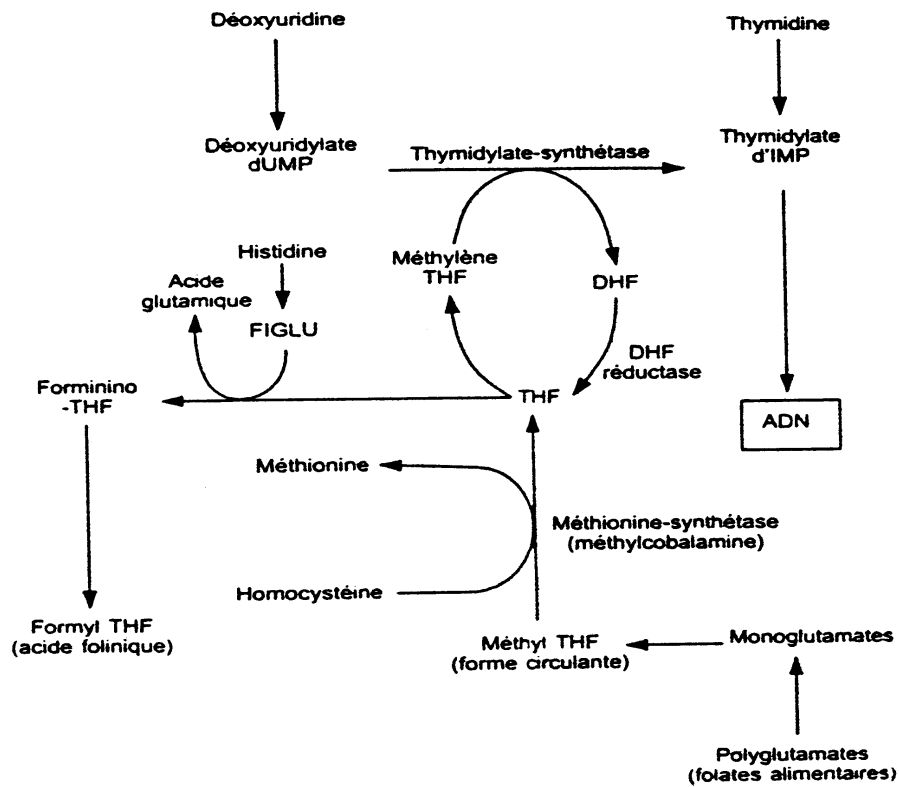 Déoxyuridine
Thymidine
Déoxyuridylate
dUMP
Thymidylate-synthétase
Thymidylate
d'IMP
Histidine
Méthylène
THF
Acide
glutamique
DHF
FIGLU
DHF
réductase
Forminino
-THF
THF
ADN
Méthionine
Méthionine-synthétase
(méthylcobalamine)
Homocystéine
Formyl THF
(acide folinique)
Méthyl THF
(forme circulante)
Monoglutamates
Polyglutamates
(folates alimentaires)